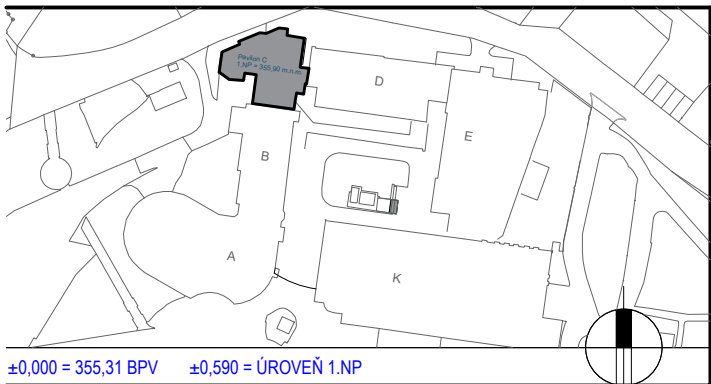 Pavilon C
1.NP = 355,90 m.n.m
D
E
B
A
K
±0,000 = 355,31 BPV ±0,590 = ÚROVEŇ 1.NP